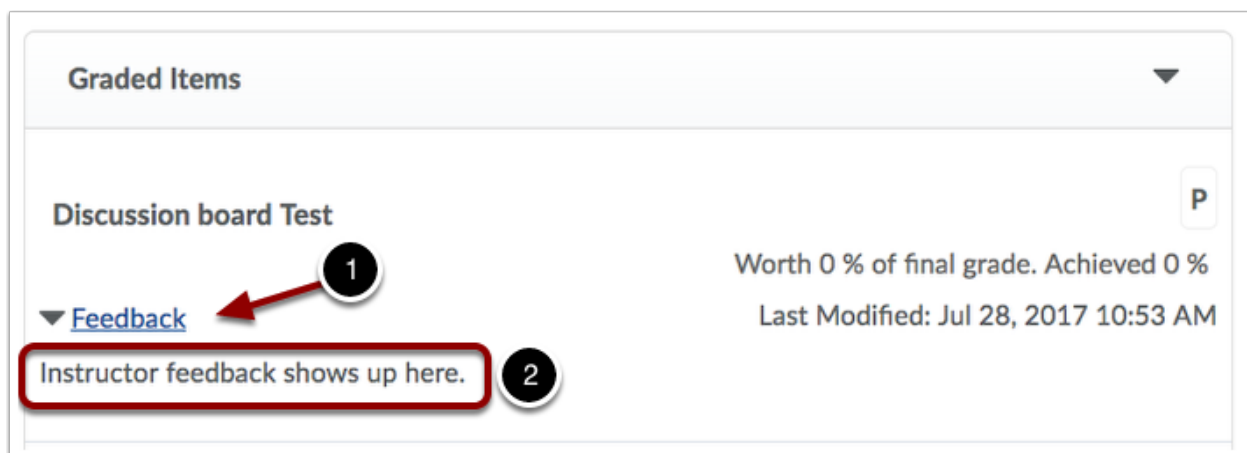 Graded Items
Discussion board Test
P
Worth 0 % of final grade. Achieved 0 %
1
Feedback
Last Modified: Jul 28, 2017 10:53 AM
Instructor feedback shows up here.
2